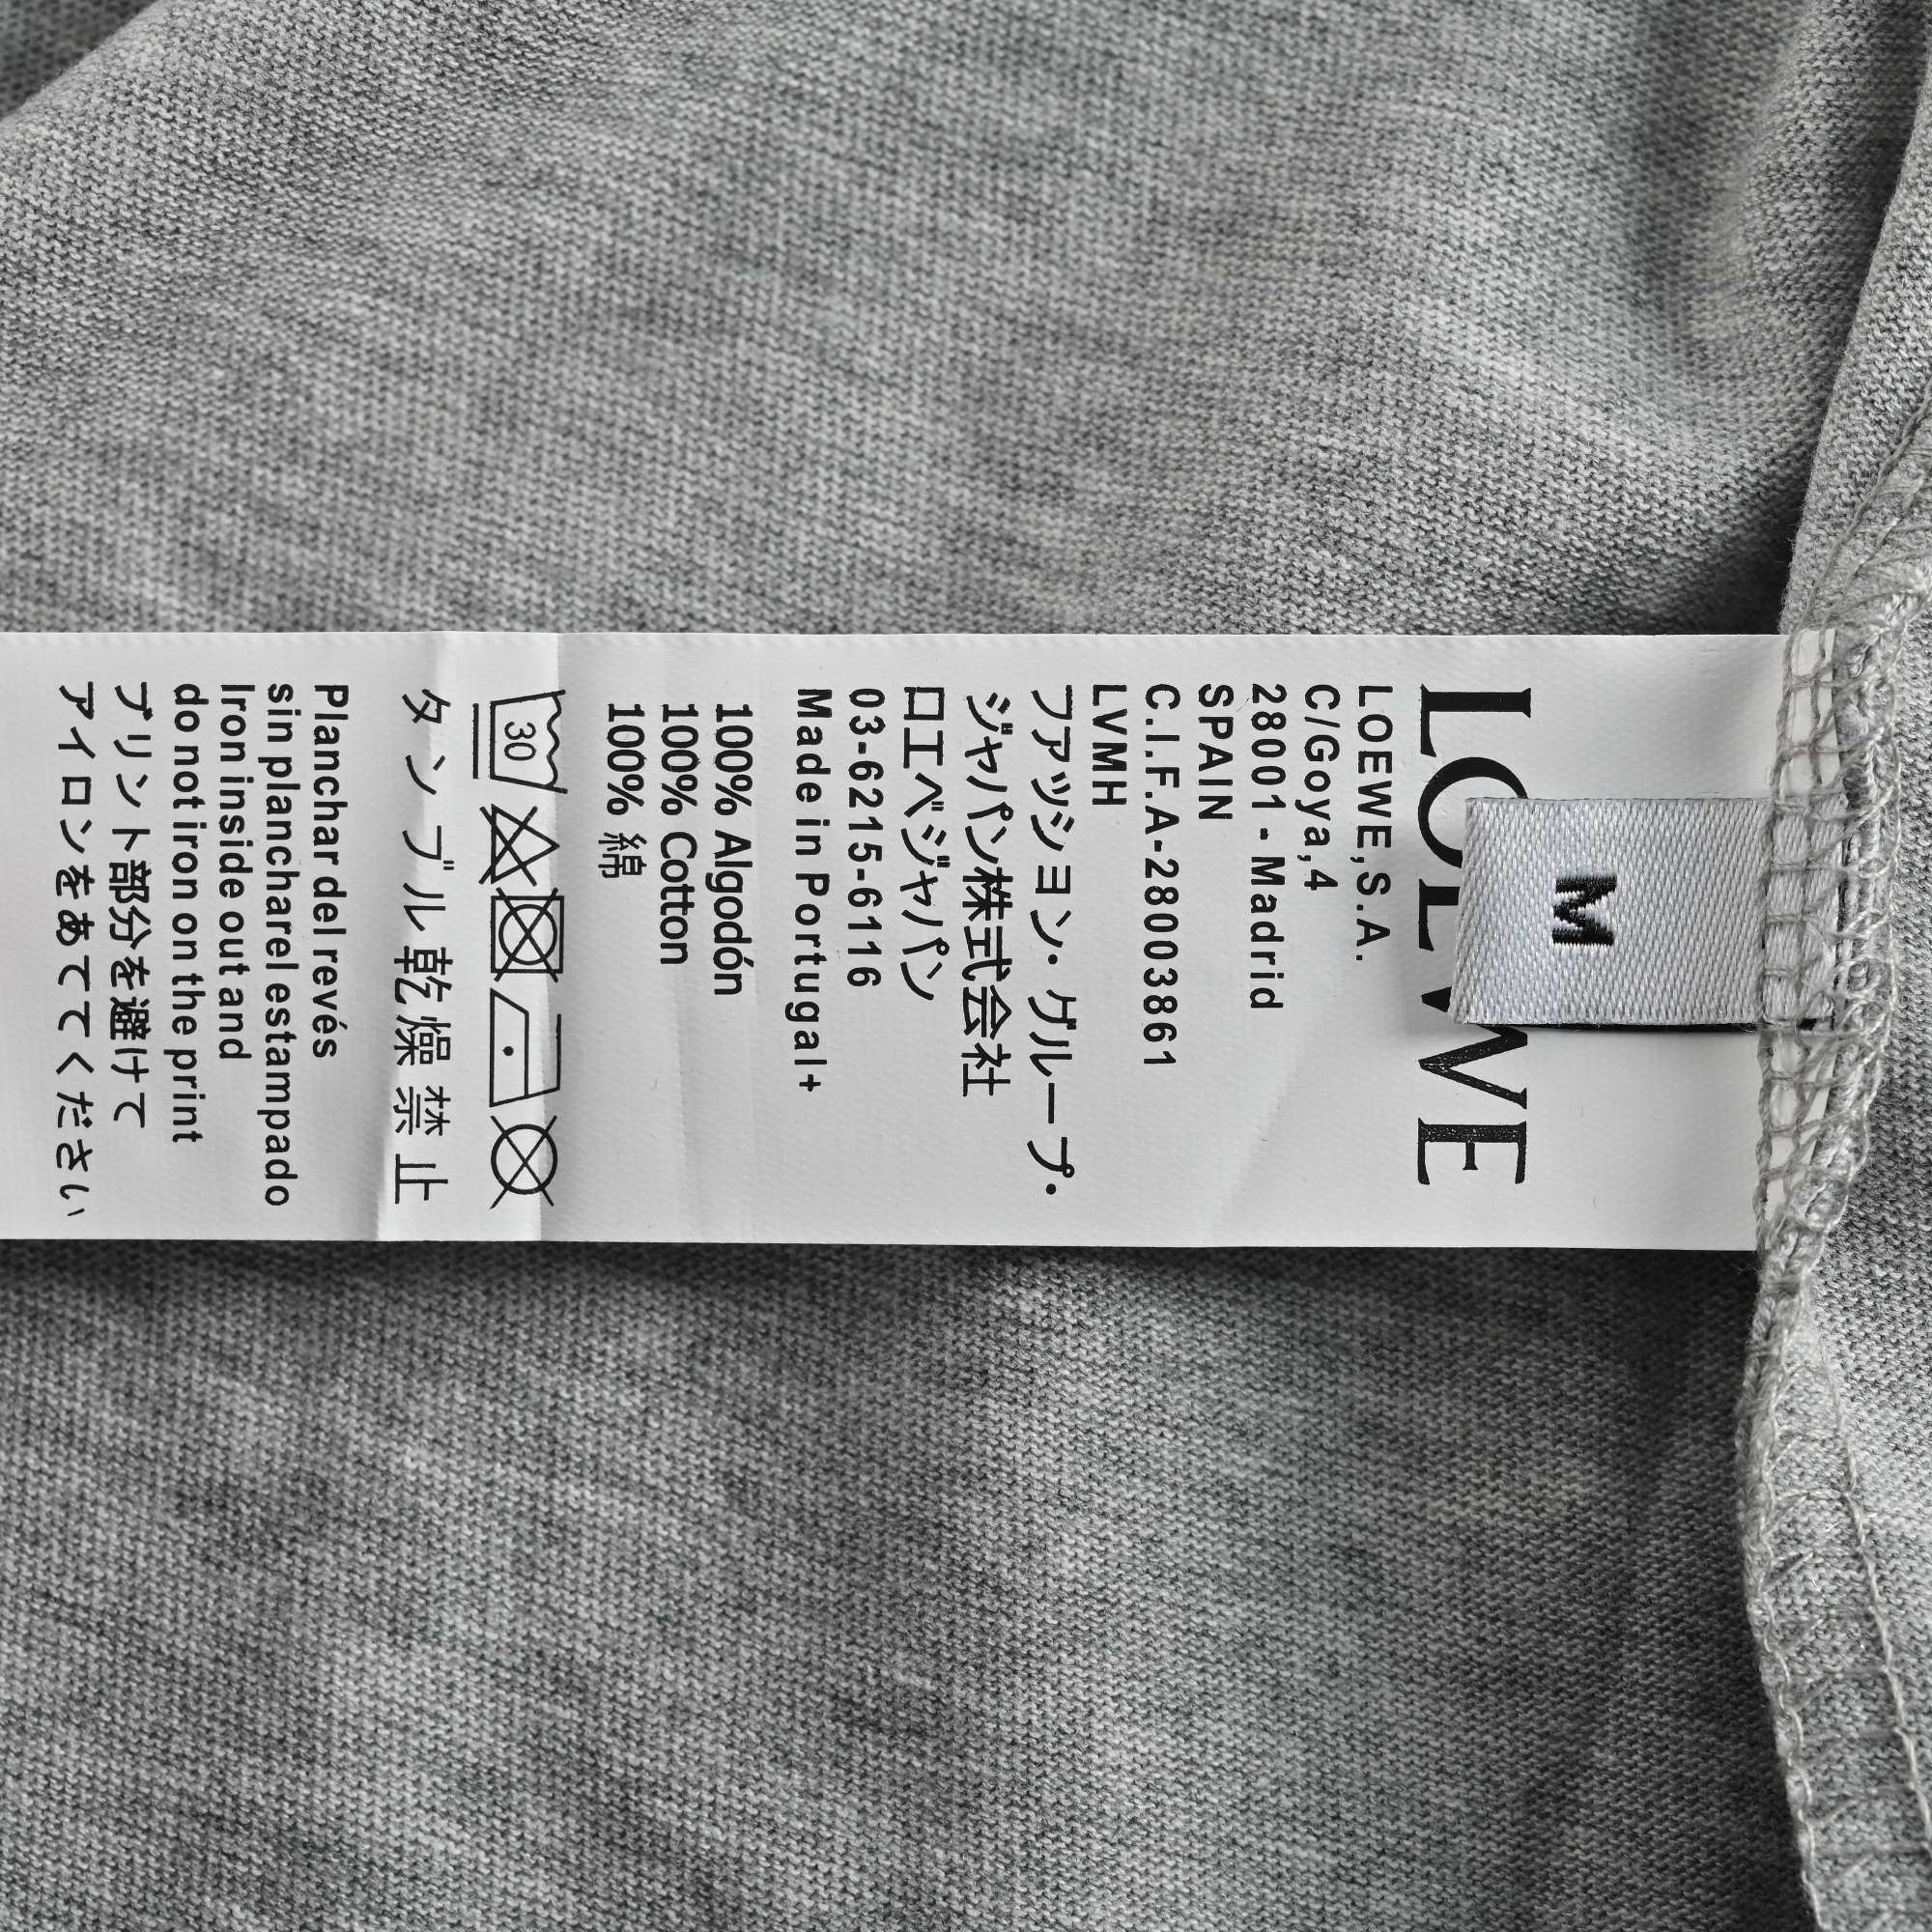 LOEWE
M
LOEWE,S.A.
C/Goya,4
28001 - Madrid
SPAIN
C.I.F.A-28003861
LVMH
ファッション・グループ・
ジャパン株式会社
ロエベジャパン
03-6215-6116
Made in Portugal+
100% Algodón
100% Cotton
100% 綿
30
タンブル乾燥禁止
Planchar del revés
sin plancharel estampado
Iron inside out and
do not iron on the print
プリント部分を避けて
アイロンをあててください